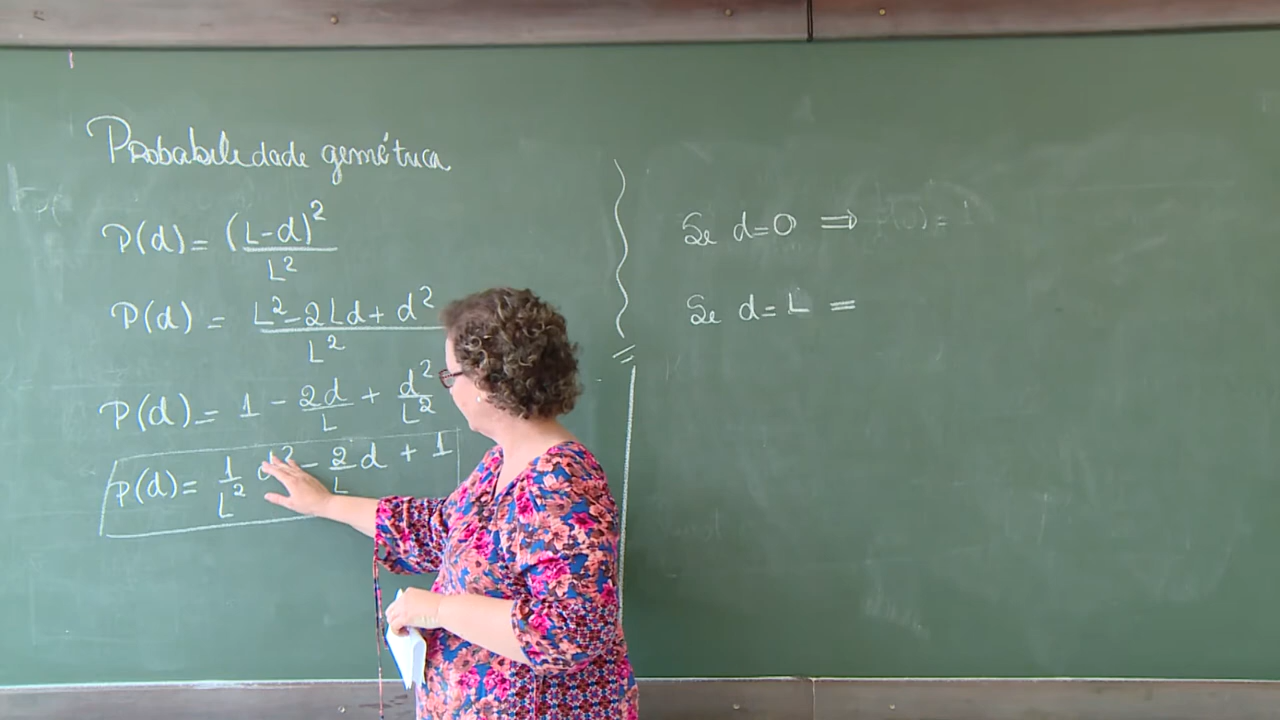 Probabilidade gemétrica
P(d) = (L-d)² / L²
P(d) = L² - 2Ld + d² / L²
P(d) = 1 - 2d/L + d²/L²
p(d) = 1/L² d² - 2/L d + 1
Se d=0 ⇒
Se d=L =